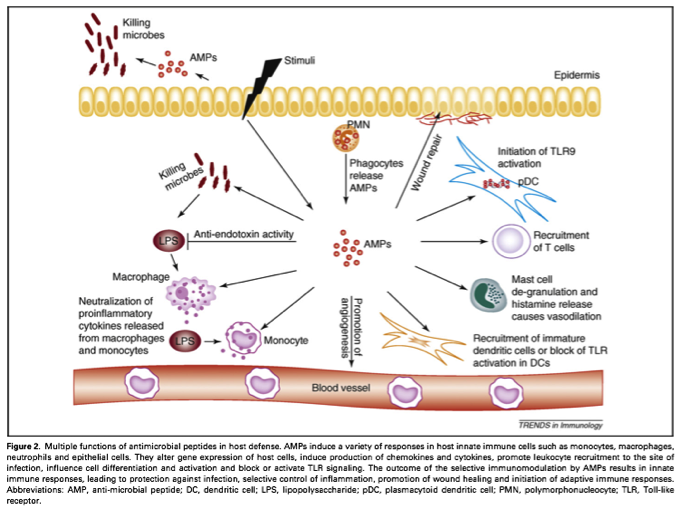 Killing
microbes
AMPs
Stimuli
Epidermis
PMN
Phagocytes
release
AMPs
Wound repair
Initiation of TLR9
activation
pDC
Killing
microbes
LPS
Anti-endotoxin activity
AMPs
Recruitment
of T cells
Macrophage
Neutralization of
proinflammatory
cytokines released
from macrophages
and monocytes
LPS
Monocyte
Promotion of
angiogenesis
Mast cell
de-granulation and
histamine release
causes vasodilation
Recruitment of immature
dendritic cells or block of TLR
activation in DCs
Blood vessel
TRENDS in Immunology
Figure 2. Multiple functions of antimicrobial peptides in host defense. AMPs induce a variety of responses in host innate immune cells such as monocytes, macrophages,
neutrophils and epithelial cells. They alter gene expression of host cells, induce production of chemokines and cytokines, promote leukocyte recruitment to the site of
infection, influence cell differentiation and activation and block or activate TLR signaling. The outcome of the selective immunomodulation by AMPs results in innate
immune responses, leading to protection against infection, selective control of inflammation, promotion of wound healing and initiation of adaptive immune responses.
Abbreviations: AMP, anti-microbial peptide; DC, dendritic cell; LPS, lippopolysaccharide; pDC, plasmacytoid dendritic cell; PMN, polymorphonucleocyte; TLR, Toll-like
receptor.